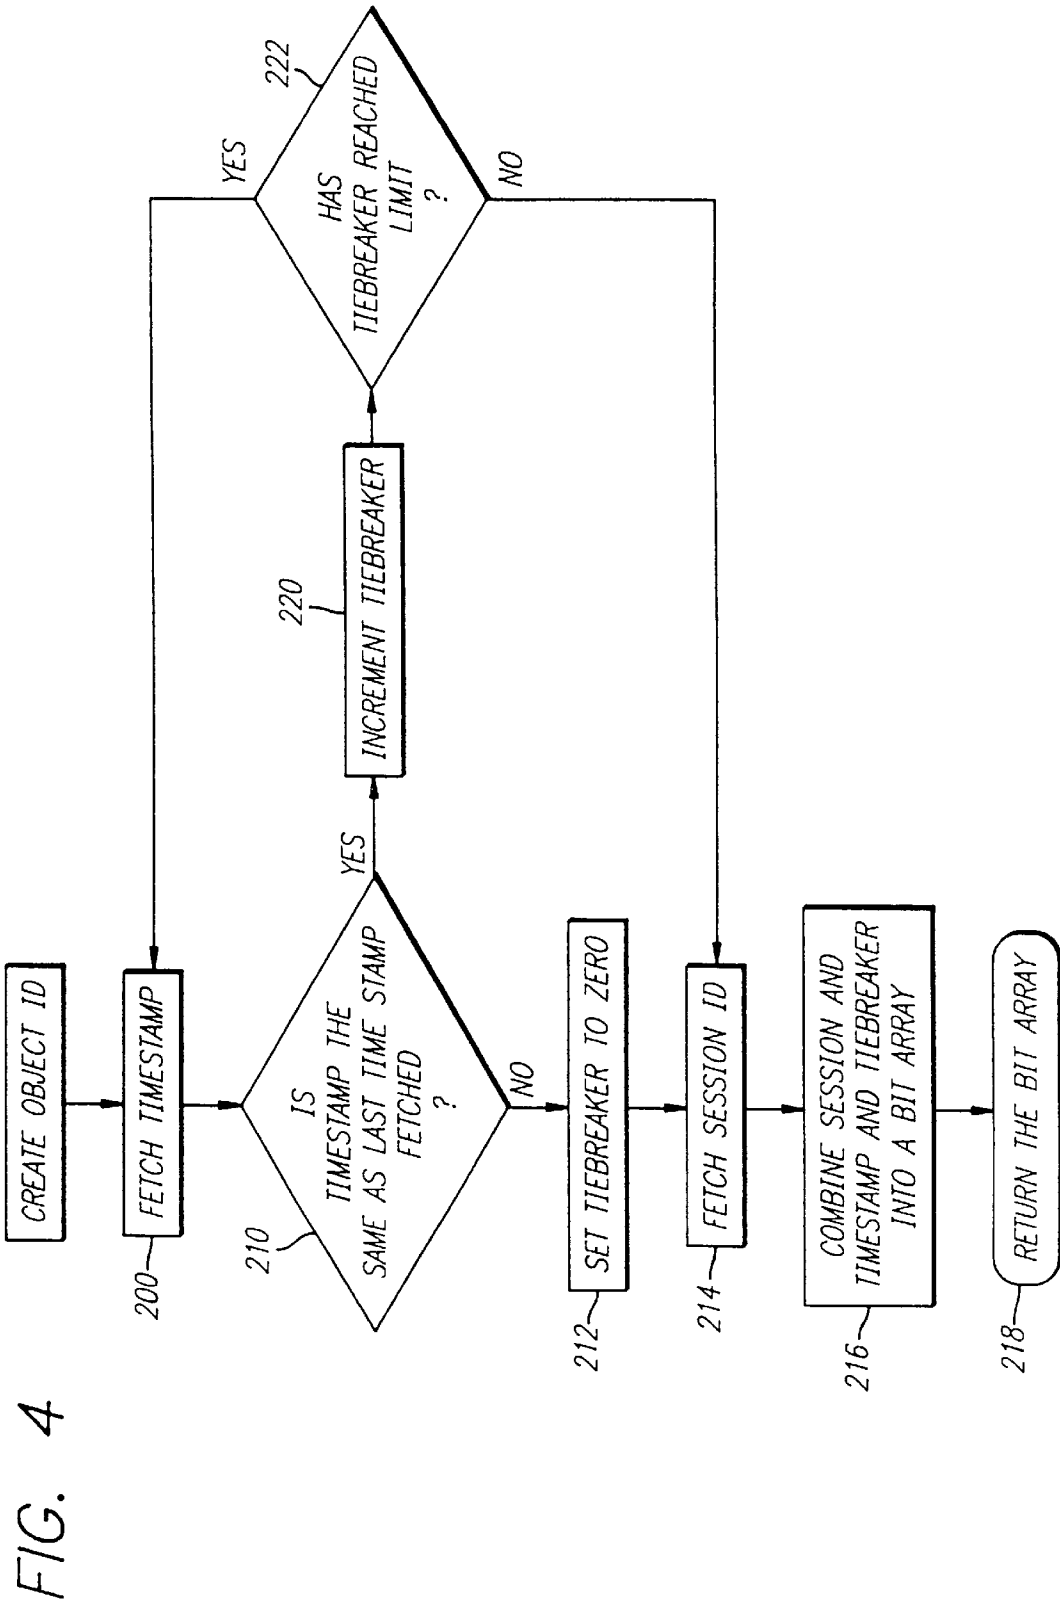 FIG. 4
CREATE OBJECT ID
FETCH TIMESTAMP
200
IS
TIMESTAMP THE
SAME AS LAST TIME STAMP
FETCHED
?
210
YES
NO
INCREMENT TIEBREAKER
220
HAS
TIEBREAKER REACHED
LIMIT
?
222
YES
NO
SET TIEBREAKER TO ZERO
212
FETCH SESSION ID
214
COMBINE SESSION AND
TIMESTAMP AND TIEBREAKER
INTO A BIT ARRAY
216
RETURN THE BIT ARRAY
218